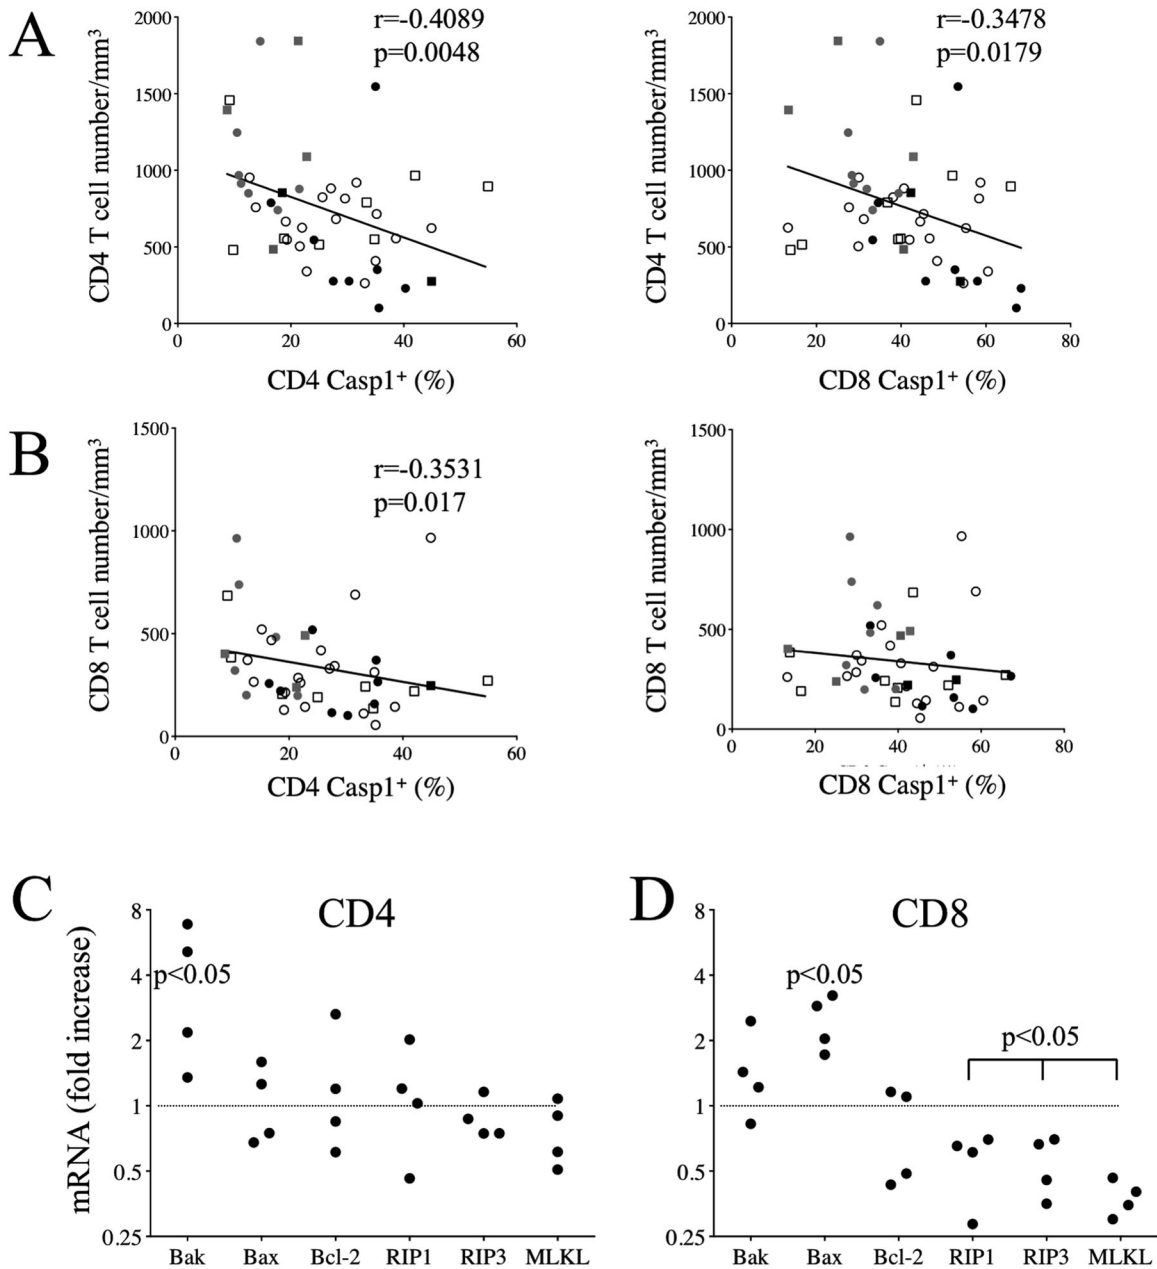 A
CD4 T cell number/mm³
2000
1500
1000
500
0
0 20 40 60
r=-0.4089
p=0.0048
CD4 Casp1⁺ (%)
CD4 T cell number/mm³
2000
1500
1000
500
0
0 20 40 60 80
r=-0.3478
p=0.0179
CD8 Casp1⁺ (%)
B
CD8 T cell number/mm³
1500
1000
500
0
0 20 40 60
r=-0.3531
p=0.017
CD4 Casp1⁺ (%)
CD8 T cell number/mm³
1500
1000
500
0
0 20 40 60 80
CD8 Casp1⁺ (%)
C
CD4
mRNA (fold increase)
8
4
2
1
0.5
0.25
p<0.05
Bak Bax Bcl-2 RIP1 RIP3 MLKL
D
CD8
8
4
2
1
0.5
0.25
p<0.05
p<0.05
Bak Bax Bcl-2 RIP1 RIP3 MLKL